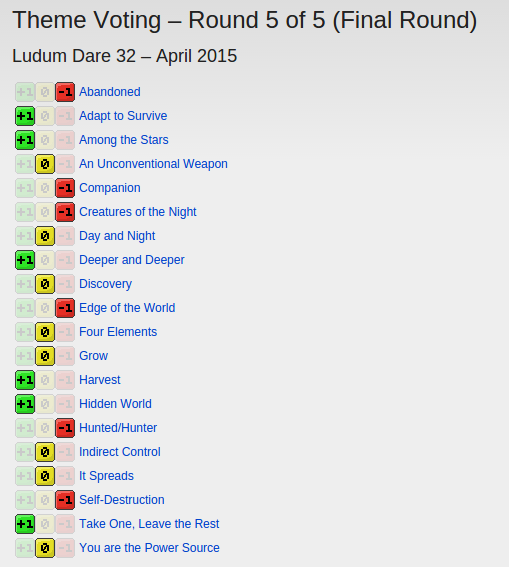 Theme Voting – Round 5 of 5 (Final Round)
Ludum Dare 32 – April 2015
+1 0 -1 Abandoned
+1 0 -1 Adapt to Survive
+1 0 -1 Among the Stars
+1 0 -1 An Unconventional Weapon
+1 0 -1 Companion
+1 0 -1 Creatures of the Night
+1 0 -1 Day and Night
+1 0 -1 Deeper and Deeper
+1 0 -1 Discovery
+1 0 -1 Edge of the World
+1 0 -1 Four Elements
+1 0 -1 Grow
+1 0 -1 Harvest
+1 0 -1 Hidden World
+1 0 -1 Hunted/Hunter
+1 0 -1 Indirect Control
+1 0 -1 It Spreads
+1 0 -1 Self-Destruction
+1 0 -1 Take One, Leave the Rest
+1 0 -1 You are the Power Source